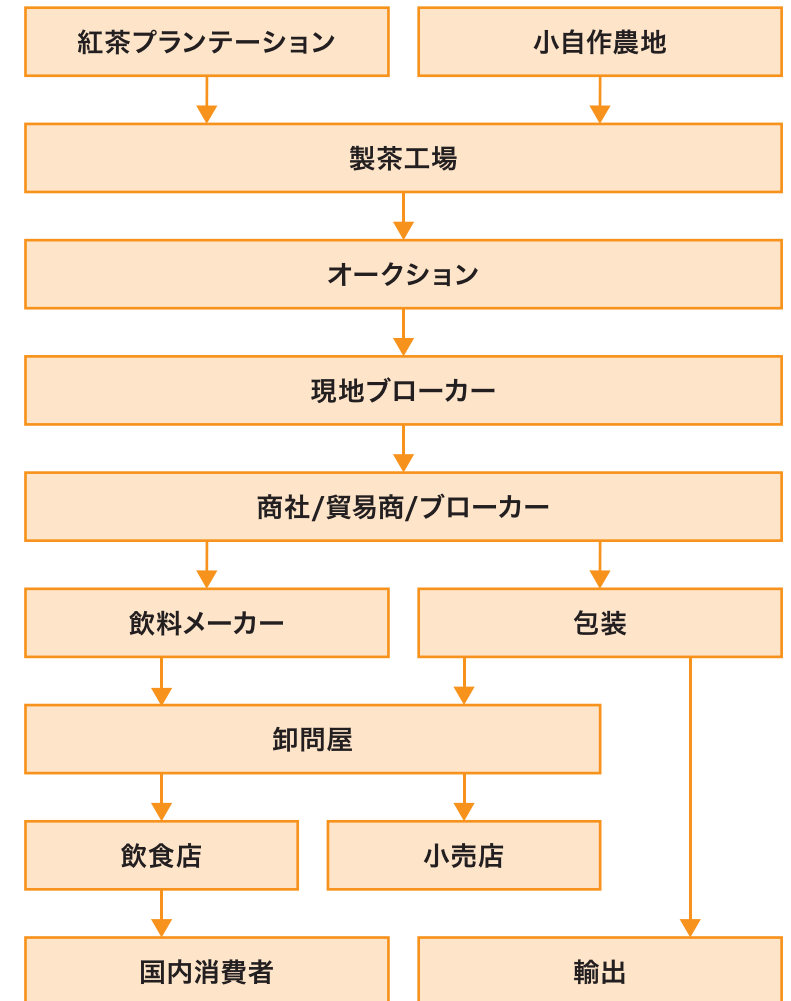 紅茶プランテーション
小自作農地
製茶工場
オークション
現地ブローカー
商社/貿易商/ブローカー
飲料メーカー
包装
卸問屋
飲食店
小売店
国内消費者
輸出